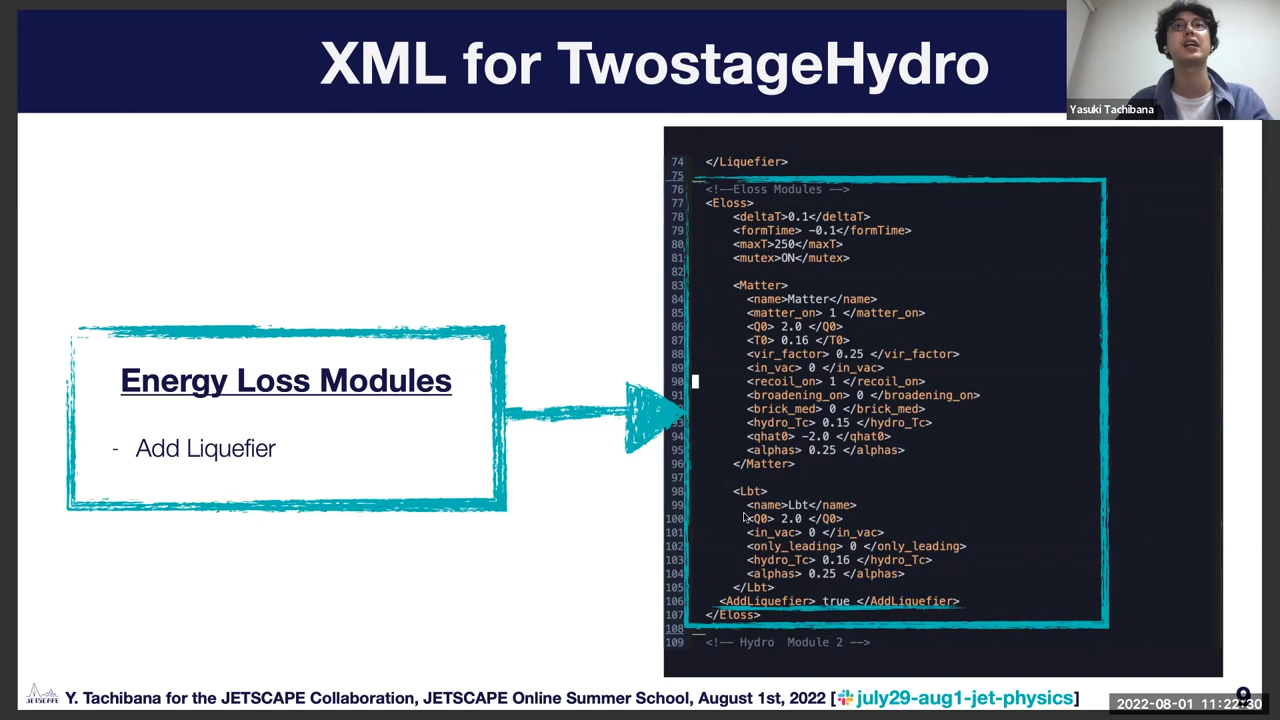 XML for TwostageHydro
Yasuki Tachibana
Energy Loss Modules
- Add Liquefier
74 </Liquefier>
75
76 <!--Eloss Modules -->
77 <Eloss>
78 <deltaT>0.1</deltaT>
79 <formTime> -0.1</formTime>
80 <maxT>250</maxT>
81 <mutex>ON</mutex>
82
83 <Matter>
84 <name>Matter</name>
85 <matter_on> 1 </matter_on>
86 <Q0> 2.0 </Q0>
87 <T0> 0.16 </T0>
88 <vir_factor> 0.25 </vir_factor>
89 <in_vac> 0 </in_vac>
90 <recoil_on> 1 </recoil_on>
91 <broadening_on> 0 </broadening_on>
<brick_med> 0 </brick_med>
<hydro_Tc> 0.15 </hydro_Tc>
94 <qhat0> -2.0 </qhat0>
95 <alphas> 0.25 </alphas>
96 </Matter>
97
98 <Lbt>
99 <name>Lbt</name>
100 <Q0> 2.0 </Q0>
101 <in_vac> 0 </in_vac>
102 <only_leading> 0 </only_leading>
103 <hydro_Tc> 0.16 </hydro_Tc>
104 <alphas> 0.25 </alphas>
105 </Lbt>
106 <AddLiquefier> true </AddLiquefier>
107 </Eloss>
108
109 <!-- Hydro Module 2 -->
JETSCAPE
Y. Tachibana for the JETSCAPE Collaboration, JETSCAPE Online Summer School, August 1st, 2022 [july29-aug1-jet-physics]
9
2022-08-01 11:22:30